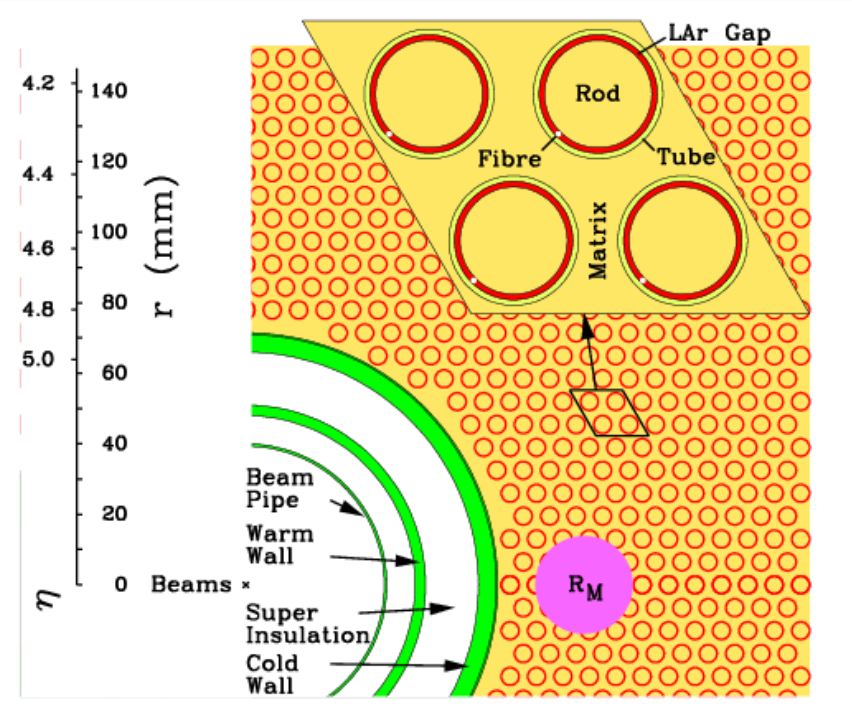 LAr Gap
4.2
140
Rod
Fibre
Tube
120
4.4
Matrix
100
4.6
r (mm)
4.8
80
5.0
60
40
Beam
Pipe
20
Warm
Wall
η
0
Beams ×
R_M
Super
Insulation
Cold
Wall